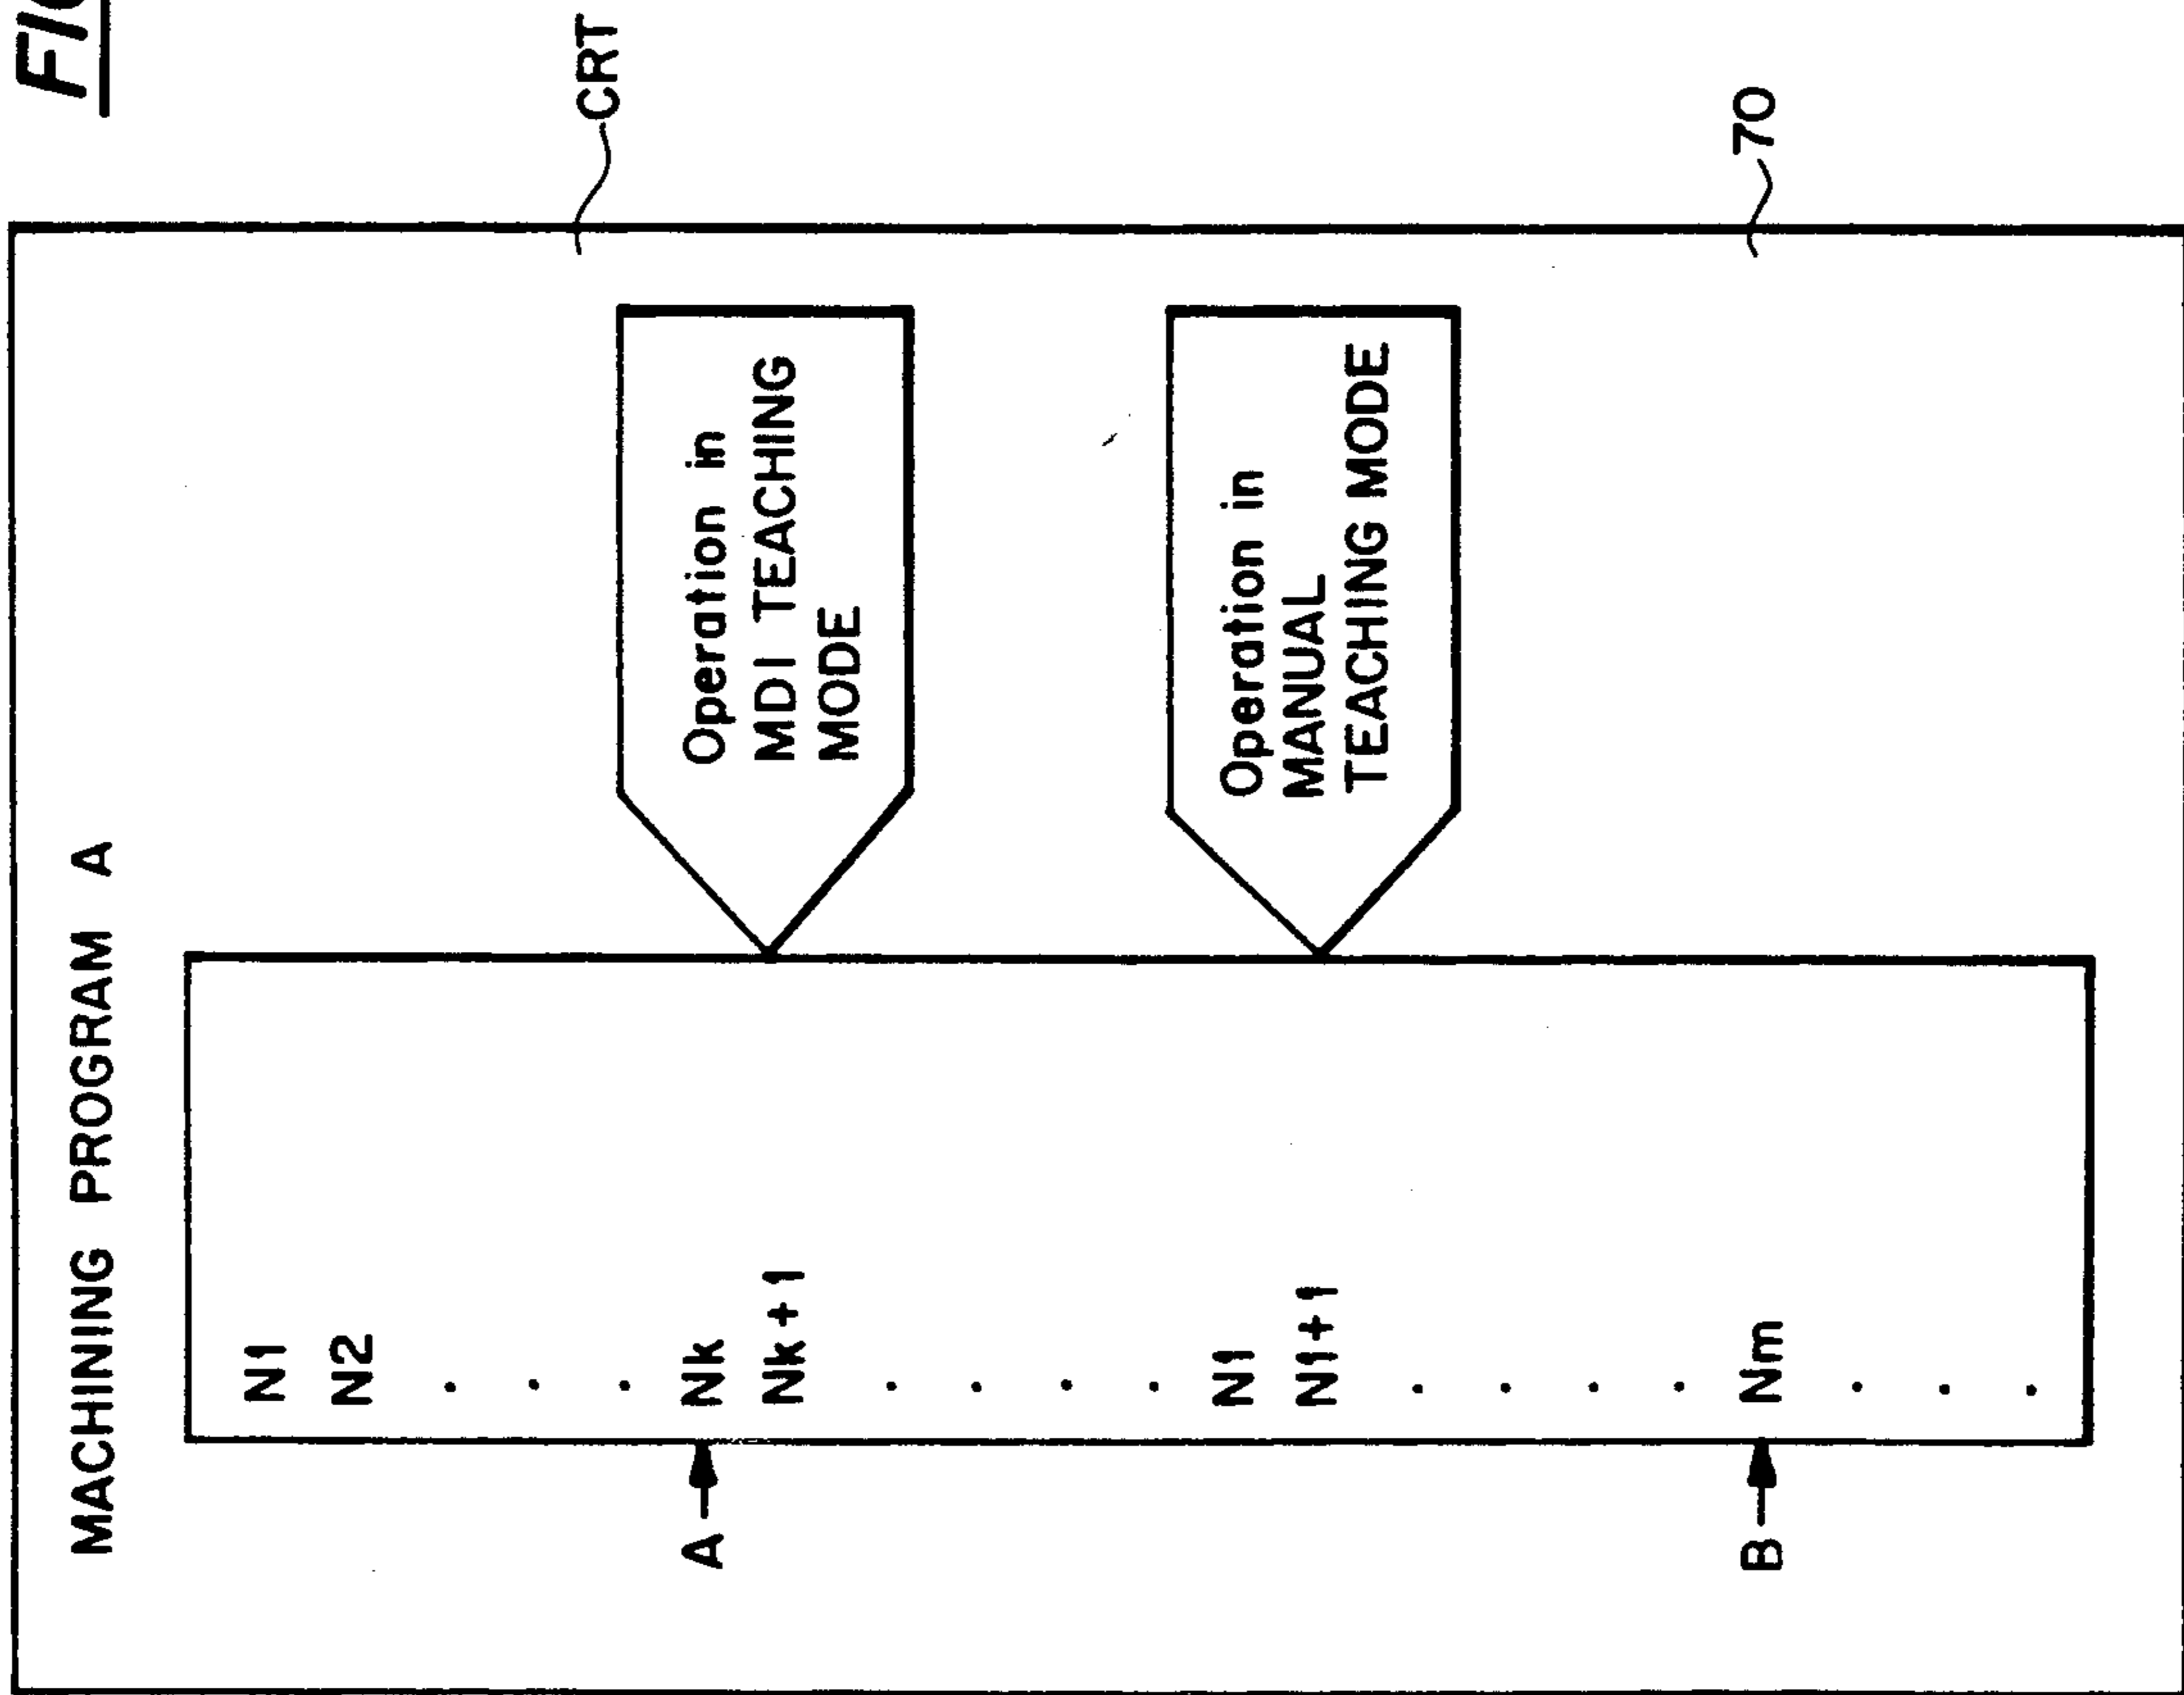 CRT
MACHINING PROGRAM A
N1
N2
.
.
.
A
Nk
Nk+1
Operation in
MDI TEACHING
MODE
.
.
.
.
N1
N1+1
Operation in
MANUAL
TEACHING MODE
.
.
.
.
B
Nm
70
.
.
.